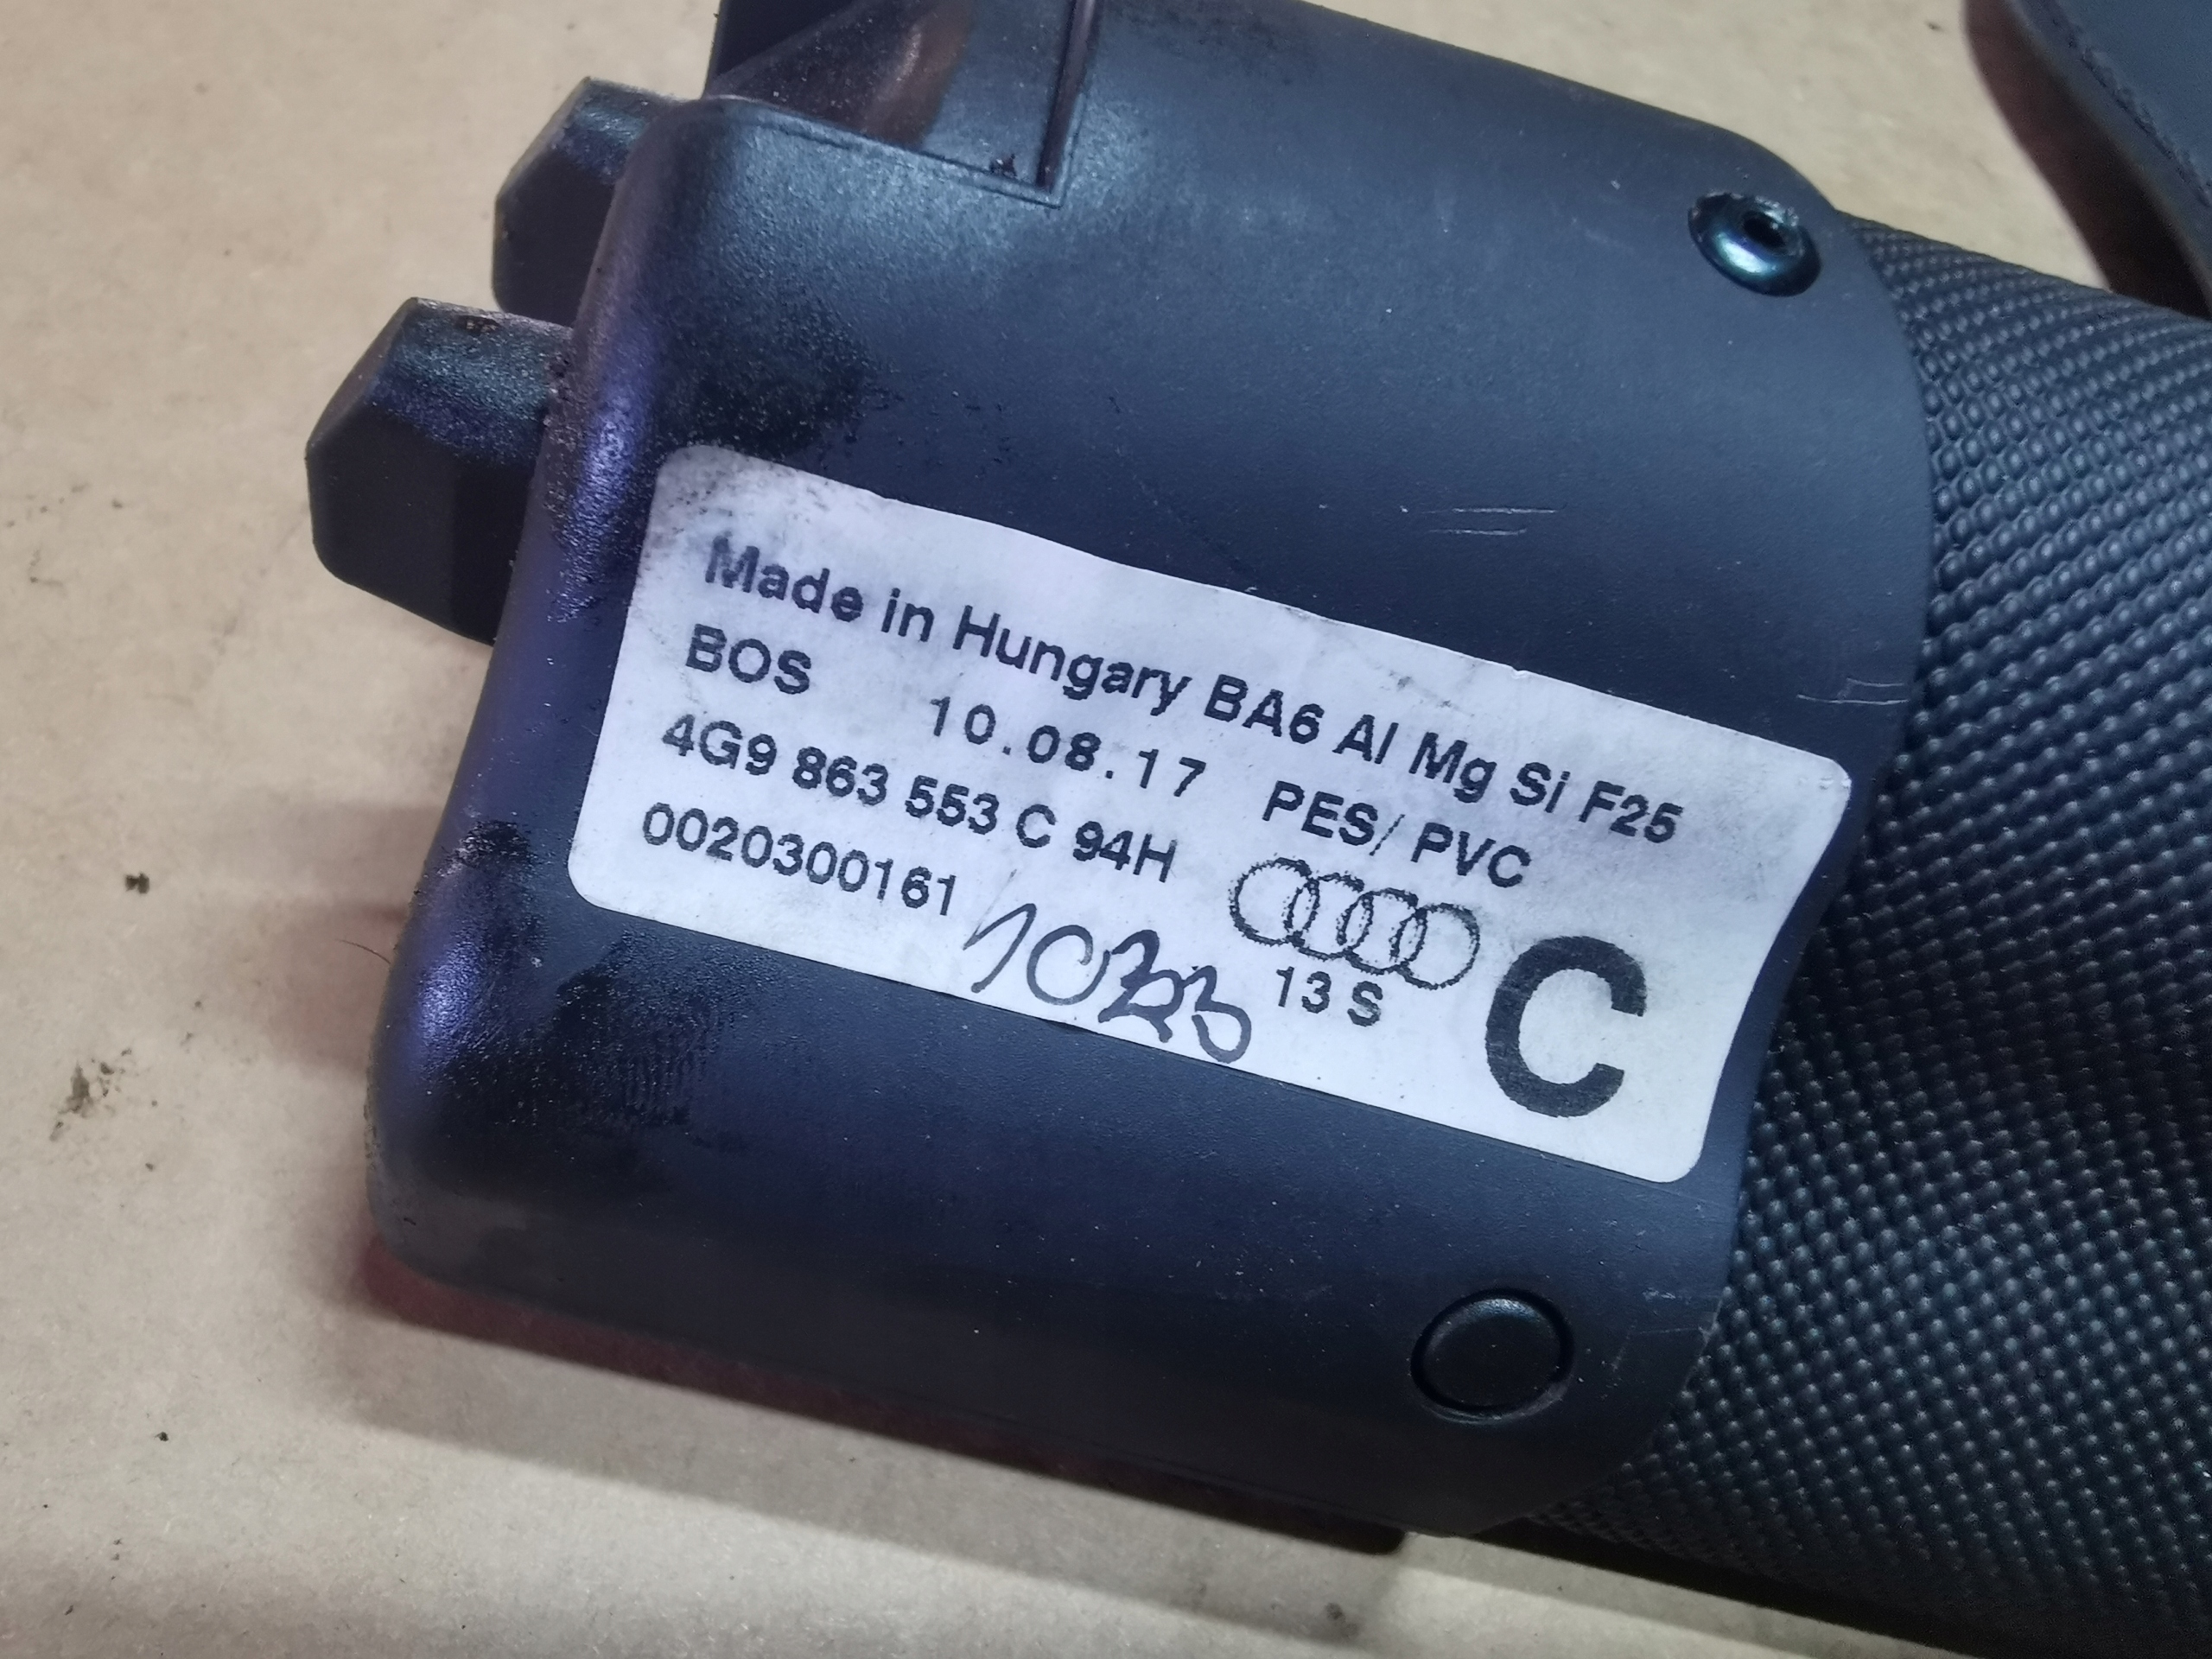 Made in Hungary BA6 Al Mg Si F25
BOS 10.08.17 PES/ PVC
4G9 863 553 C 94H
0020300161
13 S
C